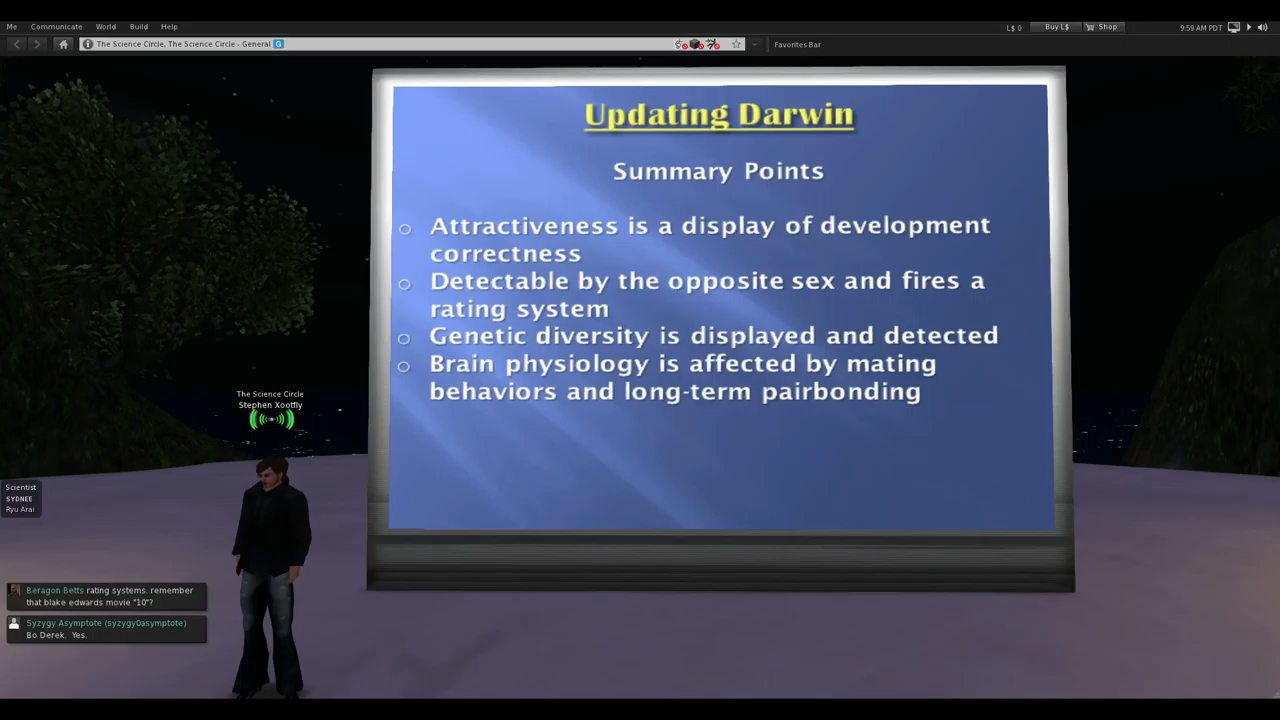 Me Communicate World Build Help
L$ 0 Buy L$ Shop 9:59 AM PDT
The Science Circle, The Science Circle - General G
Favorites Bar
Updating Darwin
Summary Points
Attractiveness is a display of development
correctness
Detectable by the opposite sex and fires a
rating system
Genetic diversity is displayed and detected
Brain physiology is affected by mating
behaviors and long-term pairbonding
The Science Circle
Stephen Xootfly
Scientist
SYDNEE
Ryu Arai
Beragon Betts rating systems. remember
that blake edwards movie "10"?
Syzygy Asymptote (syzygy0asymptote)
Bo Derek. Yes.